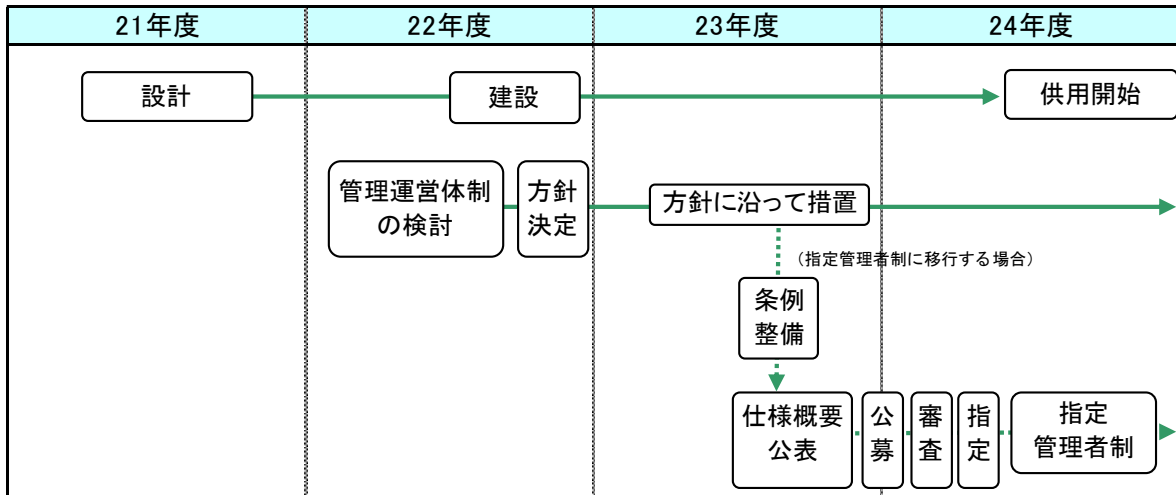 21年度
22年度
23年度
24年度
設計
建設
供用開始
管理運営体制
の検討
方針
決定
方針に沿って措置
（指定管理者制に移行する場合）
条例
整備
仕様概要
公表
公
募
審
査
指
定
指定
管理者制